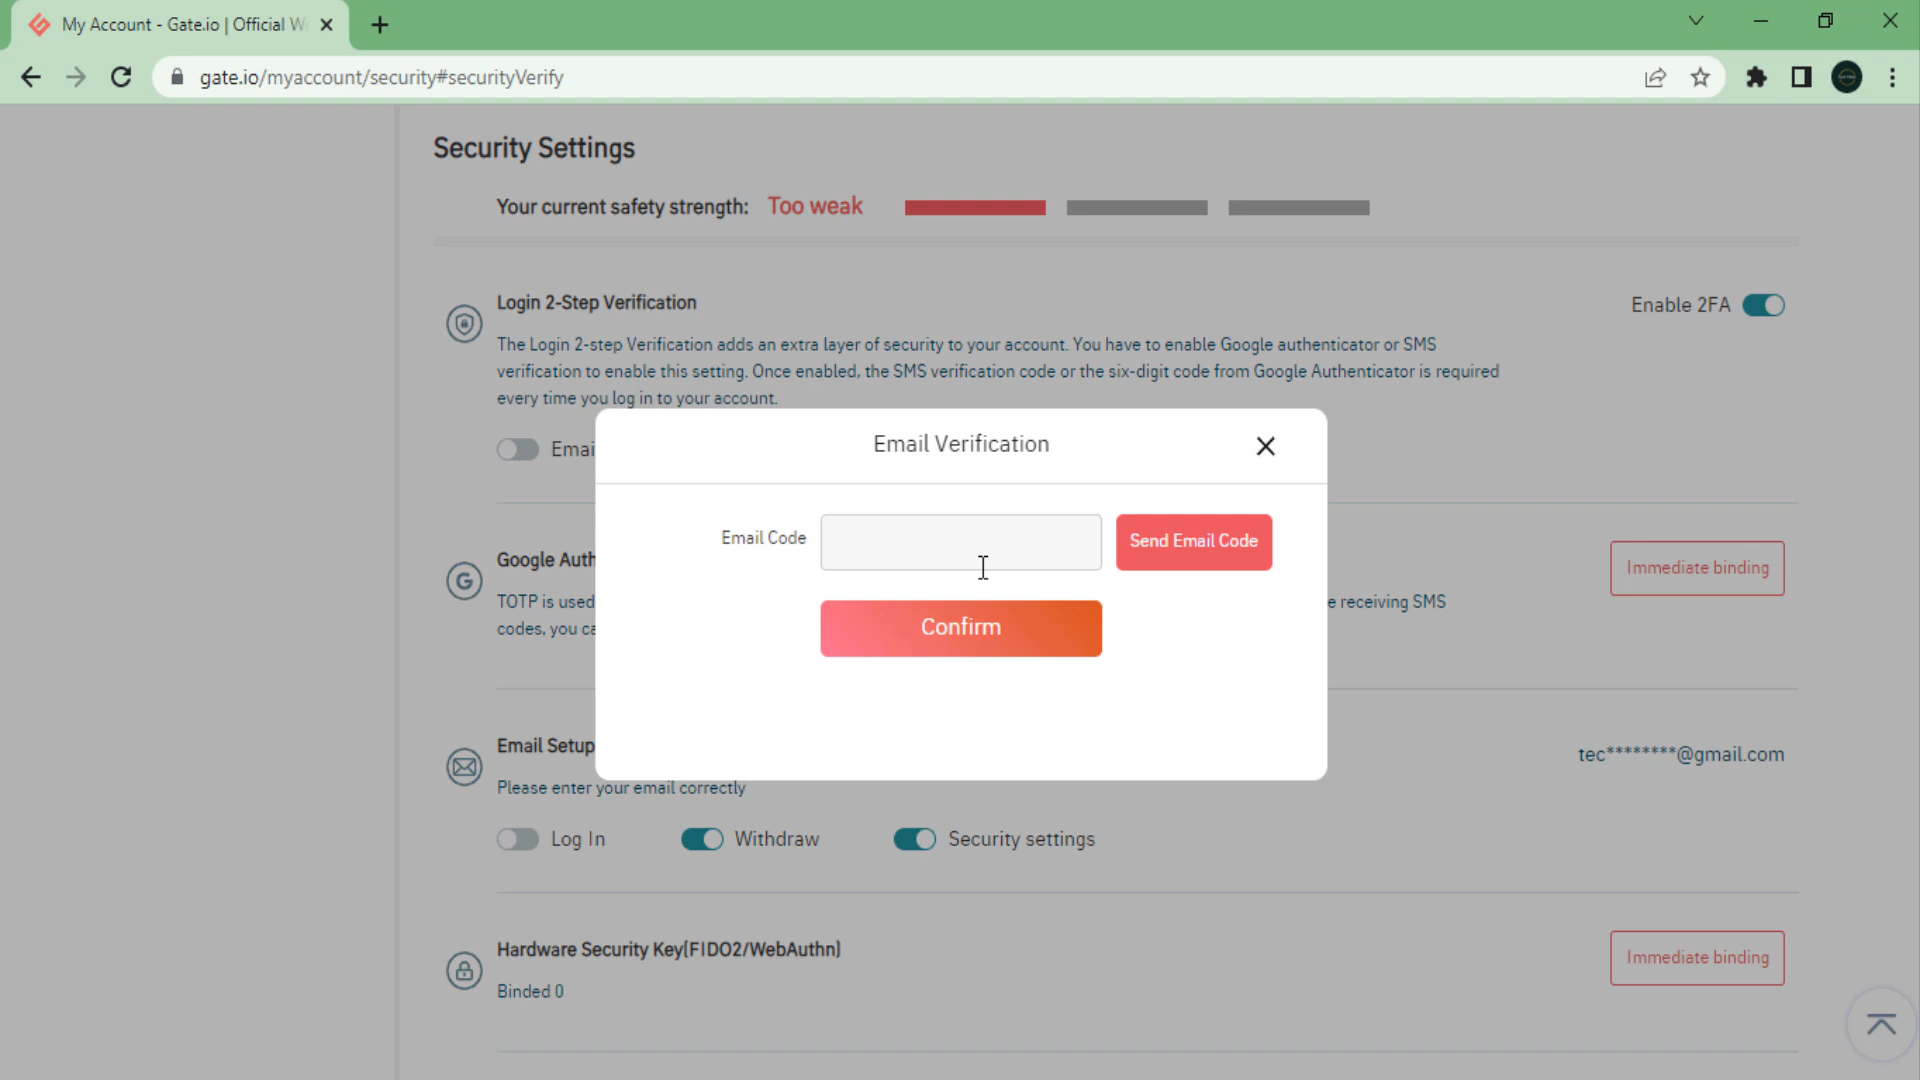 My Account - Gate.io | Official W
gate.io/myaccount/security#securityVerify
Security Settings
Your current safety strength: Too weak
Login 2-Step Verification
Enable 2FA
The Login 2-step Verification adds an extra layer of security to your account. You have to enable Google authenticator or SMS
verification to enable this setting. Once enabled, the SMS verification code or the six-digit code from Google Authenticator is required
every time you log in to your account.
Emai
Email Verification
Email Code
Send Email Code
Confirm
Google Auth
Immediate binding
TOTP is used
e receiving SMS
codes, you ca
Email Setup
tec********@gmail.com
Please enter your email correctly
Log In Withdraw Security settings
Hardware Security Key(FIDO2/WebAuthn)
Immediate binding
Binded 0